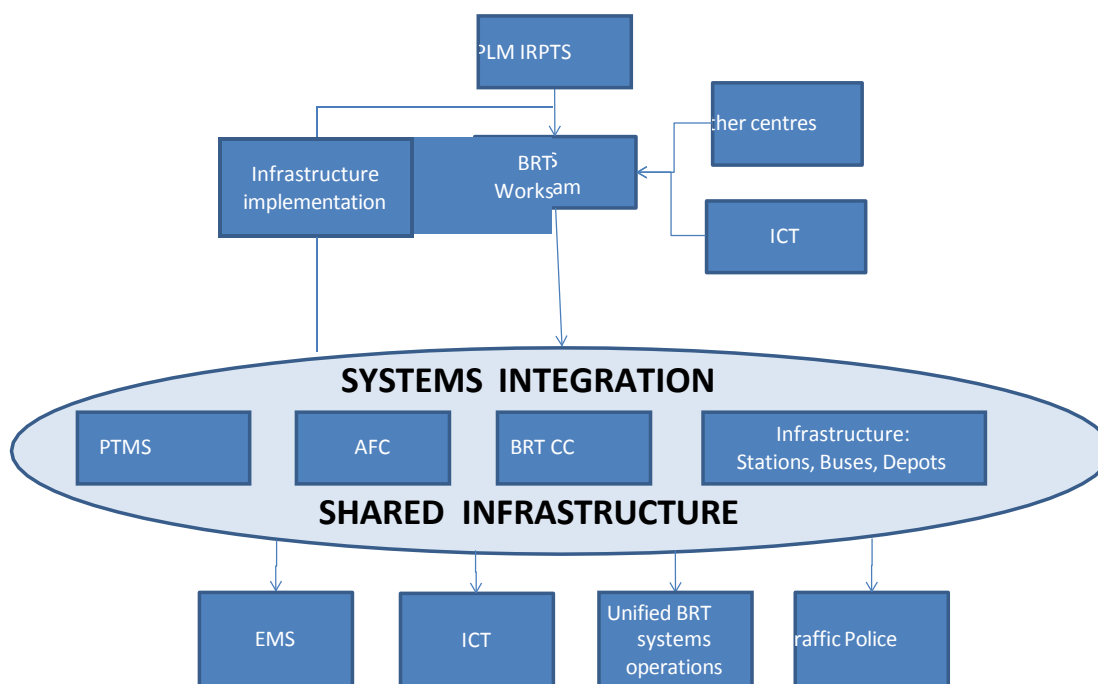 PLM IRPTS
ther centres
Infrastructure
implementation
BRTS
Works am
ICT
SYSTEMS INTEGRATION
PTMS
AFC
BRT CC
Infrastructure:
Stations, Buses, Depots
SHARED INFRASTRUCTURE
EMS
ICT
Unified BRT
systems
operations
raffic Police